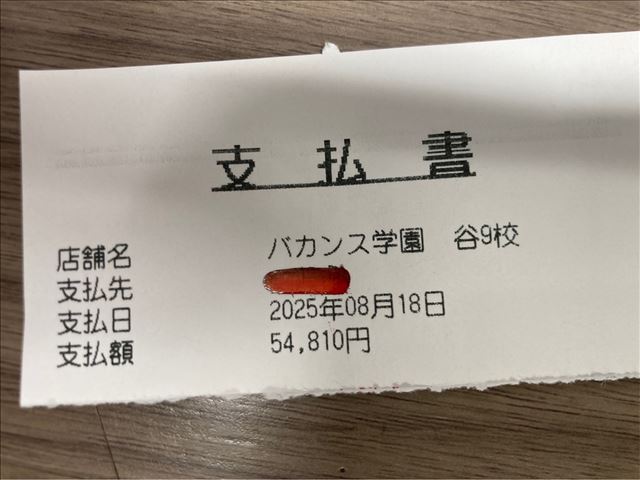 支払書
店舗名 バカンス学園 谷9校
支払先
支払日 2025年08月18日
支払額 54,810円